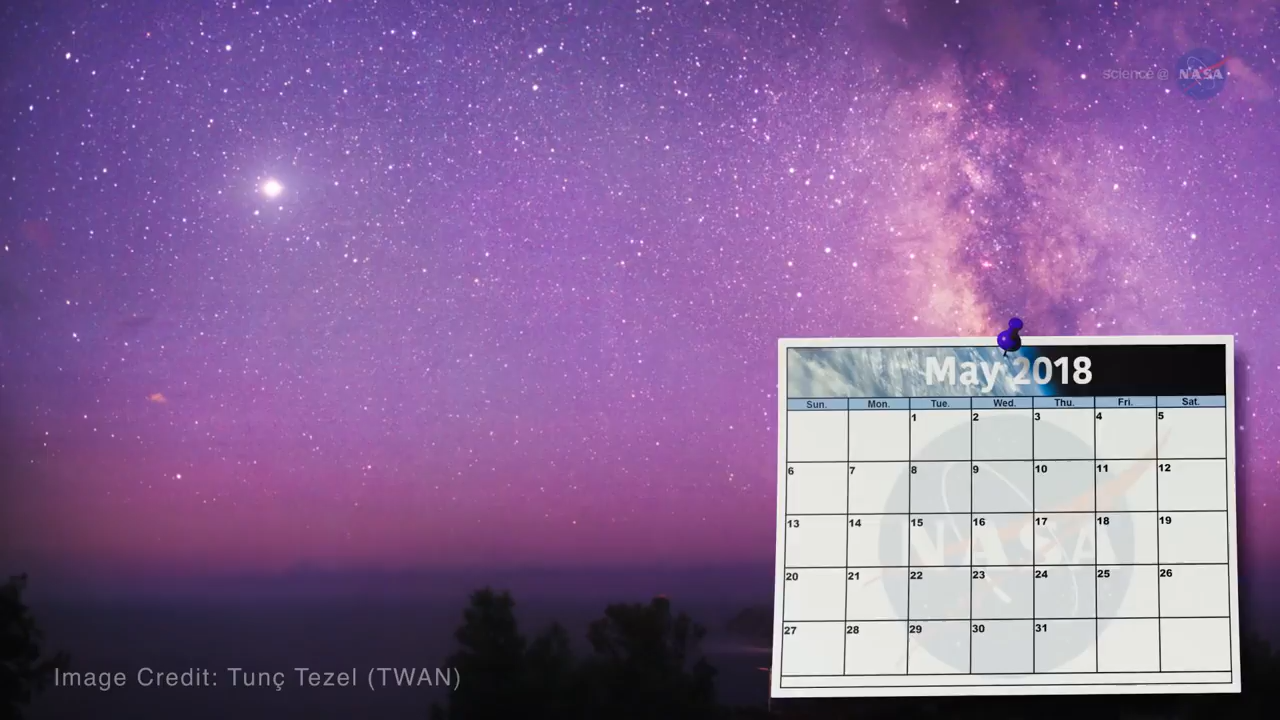 science @ NASA
May 2018
Sun. Mon. Tue. Wed. Thu. Fri. Sat.
1 2 3 4 5
6 7 8 9 10 11 12
13 14 15 16 17 18 19
20 21 22 23 24 25 26
27 28 29 30 31
NASA
Image Credit: Tunç Tezel (TWAN)